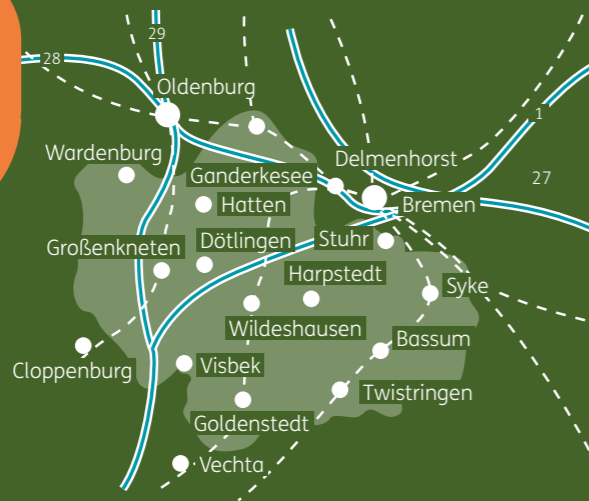 29
28
Oldenburg
1
Wardenburg
Delmenhorst
Ganderkesee
27
Hatten
Bremen
Großenkneten
Dötlingen
Stuhr
Harpstedt
Syke
Wildeshausen
Bassum
Cloppenburg
Visbek
Twistringen
Goldenstedt
Vechta